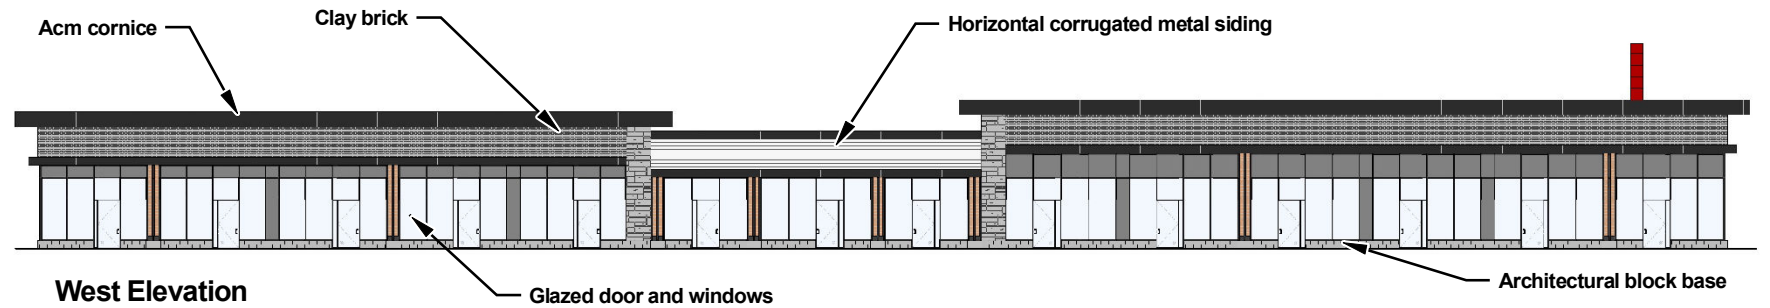 Acm cornice
Clay brick
Horizontal corrugated metal siding
West Elevation
Glazed door and windows
Architectural block base